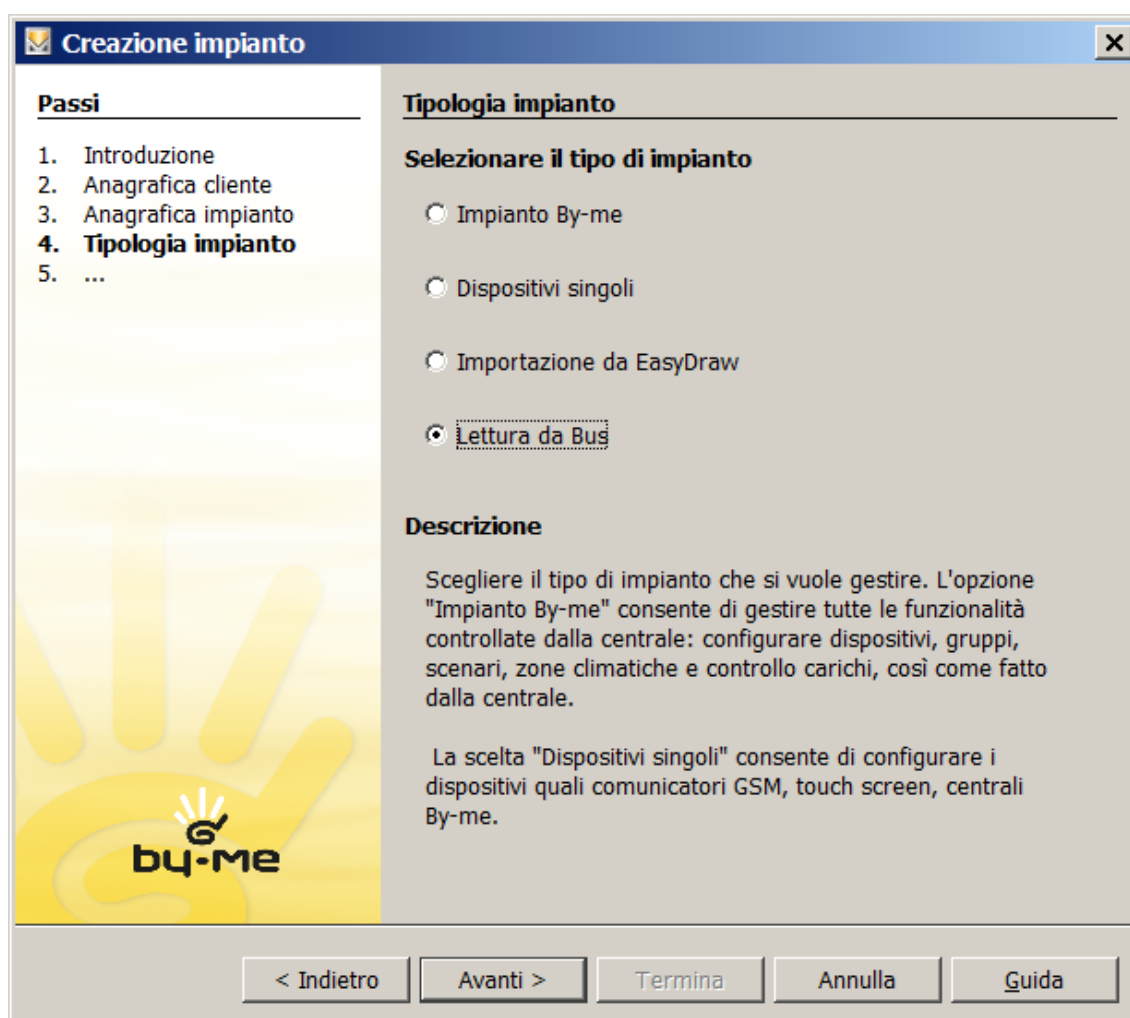 Creazione impianto
Passi
1. Introduzione
2. Anagrafica cliente
3. Anagrafica impianto
4. Tipologia impianto
5. ...
by-me
Tipologia impianto
Selezionare il tipo di impianto
Impianto By-me
Dispositivi singoli
Importazione da EasyDraw
Lettura da Bus
Descrizione
Scegliere il tipo di impianto che si vuole gestire. L'opzione
"Impianto By-me" consente di gestire tutte le funzionalità
controllate dalla centrale: configurare dispositivi, gruppi,
scenari, zone climatiche e controllo carichi, così come fatto
dalla centrale.
La scelta "Dispositivi singoli" consente di configurare i
dispositivi quali comunicatori GSM, touch screen, centrali
By-me.
< Indietro
Avanti >
Termina
Annulla
Guida